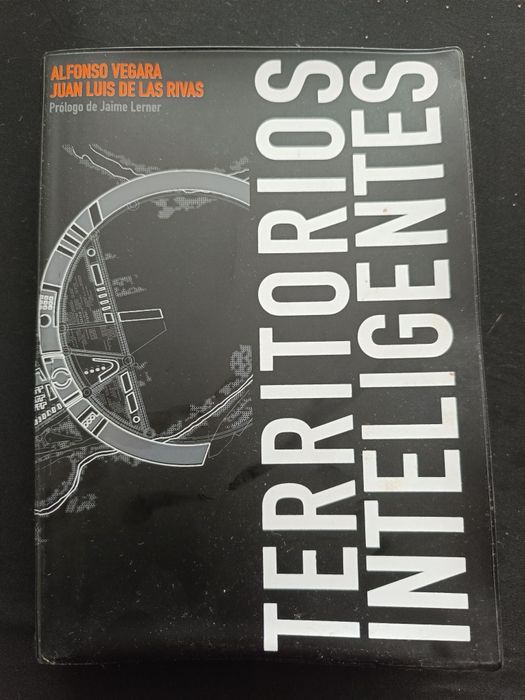 ALFONSO VEGARA
JUAN LUIS DE LAS RIVAS
Prólogo de Jaime Lerner
TERRITORIOS
INTELIGENTES